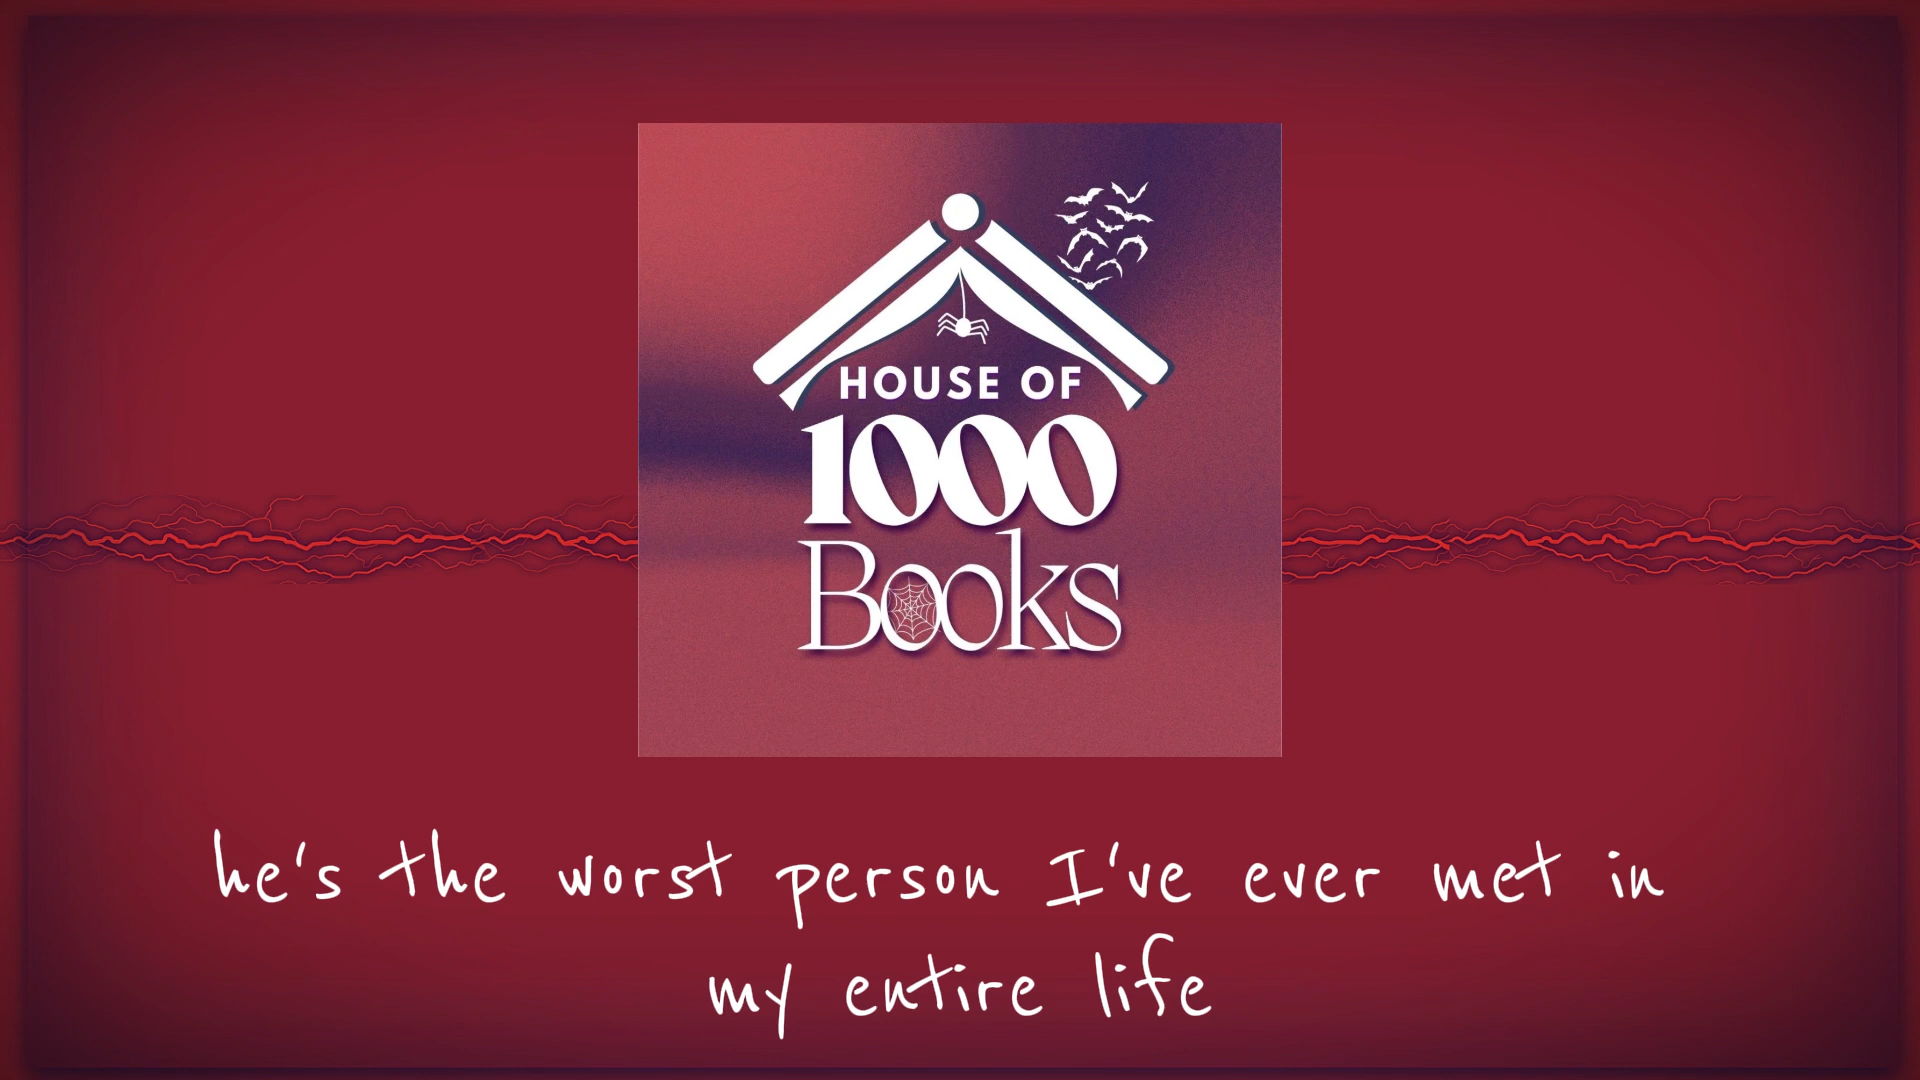 HOUSE OF
1000
Books
he's the worst person I've ever met in
my entire life